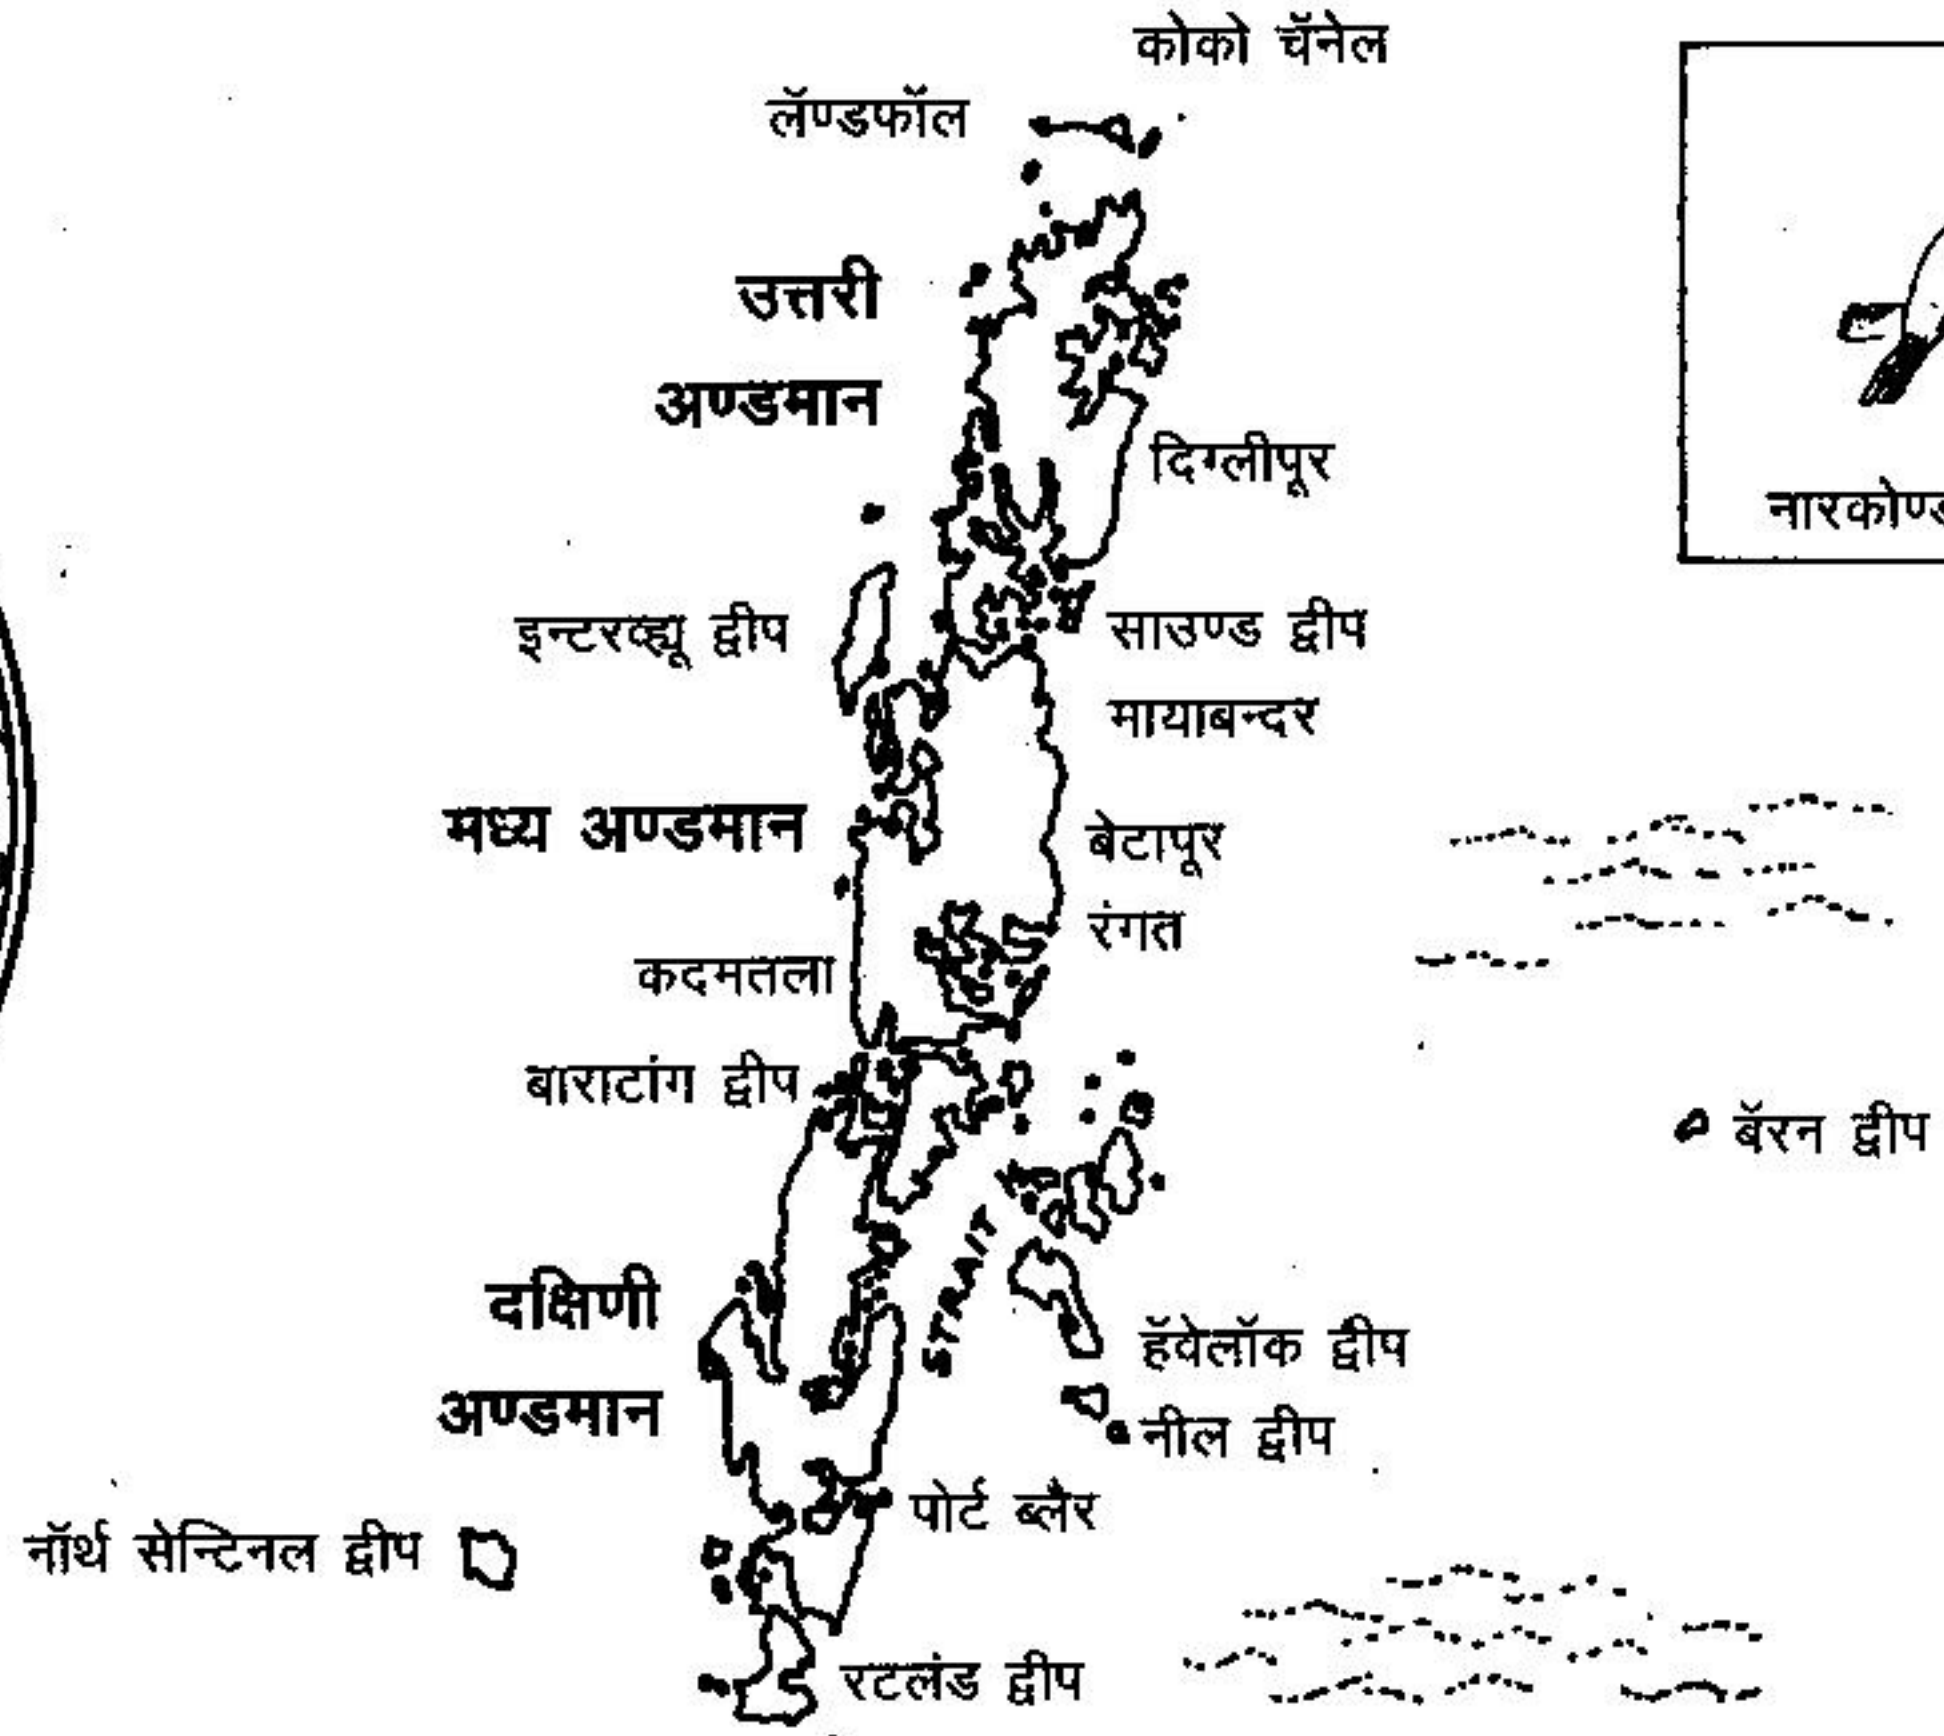 कोको चॅनेल
लॅण्डफॉल
उत्तरी
अण्डमान
दिग्लीपूर
इन्टरव्ह्यू द्वीप
साउण्ड द्वीप
मायाबन्दर
मध्य अण्डमान
बेटापूर
रंगत
कदमतला
बाराटांग द्वीप
बॅरन द्वीप
STRAIT
दक्षिणी
अण्डमान
हॅवेलॉक द्वीप
नील द्वीप
पोर्ट ब्लैर
नॉर्थ सेन्टिनल द्वीप
रटलंड द्वीप